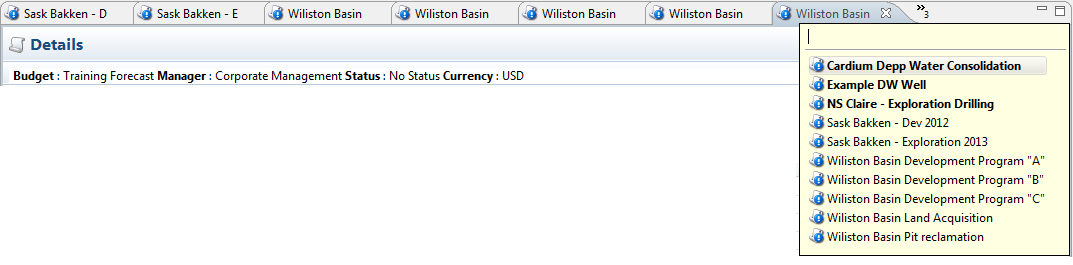 Sask Bakken - D Sask Bakken - E Wiliston Basin Wiliston Basin Wiliston Basin Wiliston Basin Wiliston Basin »3
Details
Budget : Training Forecast Manager : Corporate Management Status : No Status Currency : USD
Cardium Depp Water Consolidation
Example DW Well
NS Claire - Exploration Drilling
Sask Bakken - Dev 2012
Sask Bakken - Exploration 2013
Wiliston Basin Development Program "A"
Wiliston Basin Development Program "B"
Wiliston Basin Development Program "C"
Wiliston Basin Land Acquisition
Wiliston Basin Pit reclamation